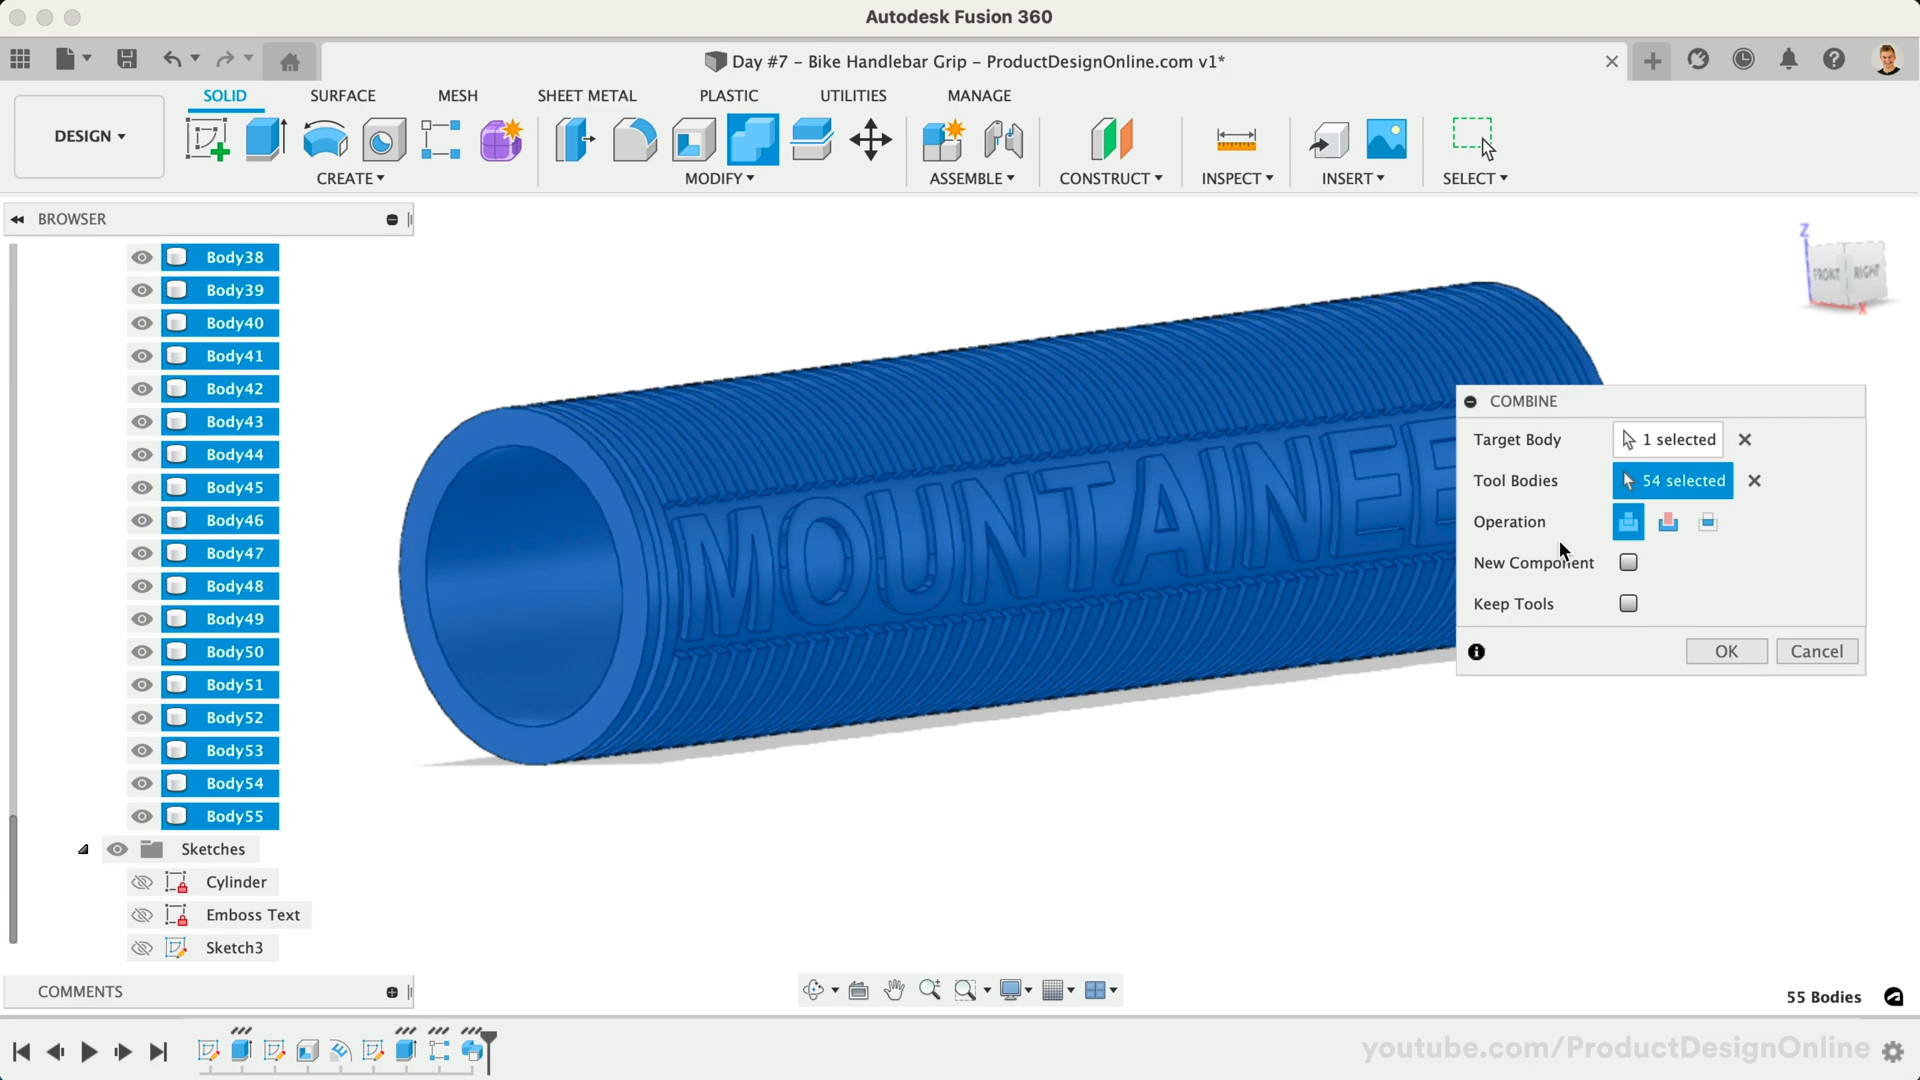 Autodesk Fusion 360
Day #7 - Bike Handlebar Grip - ProductDesignOnline.com v1*
SOLID SURFACE MESH SHEET METAL PLASTIC UTILITIES MANAGE
DESIGN
CREATE MODIFY ASSEMBLE CONSTRUCT INSPECT INSERT SELECT
BROWSER
Body38
Body39
Body40
Body41
Body42
Body43
Body44
Body45
Body46
Body47
Body48
Body49
Body50
Body51
Body52
Body53
Body54
Body55
Sketches
Cylinder
Emboss Text
Sketch3
MOUNTAINEE
Z
FRONT RIGHT
X
COMBINE
Target Body 1 selected
Tool Bodies 54 selected
Operation
New Component
Keep Tools
OK Cancel
COMMENTS
55 Bodies
youtube.com/ProductDesignOnline